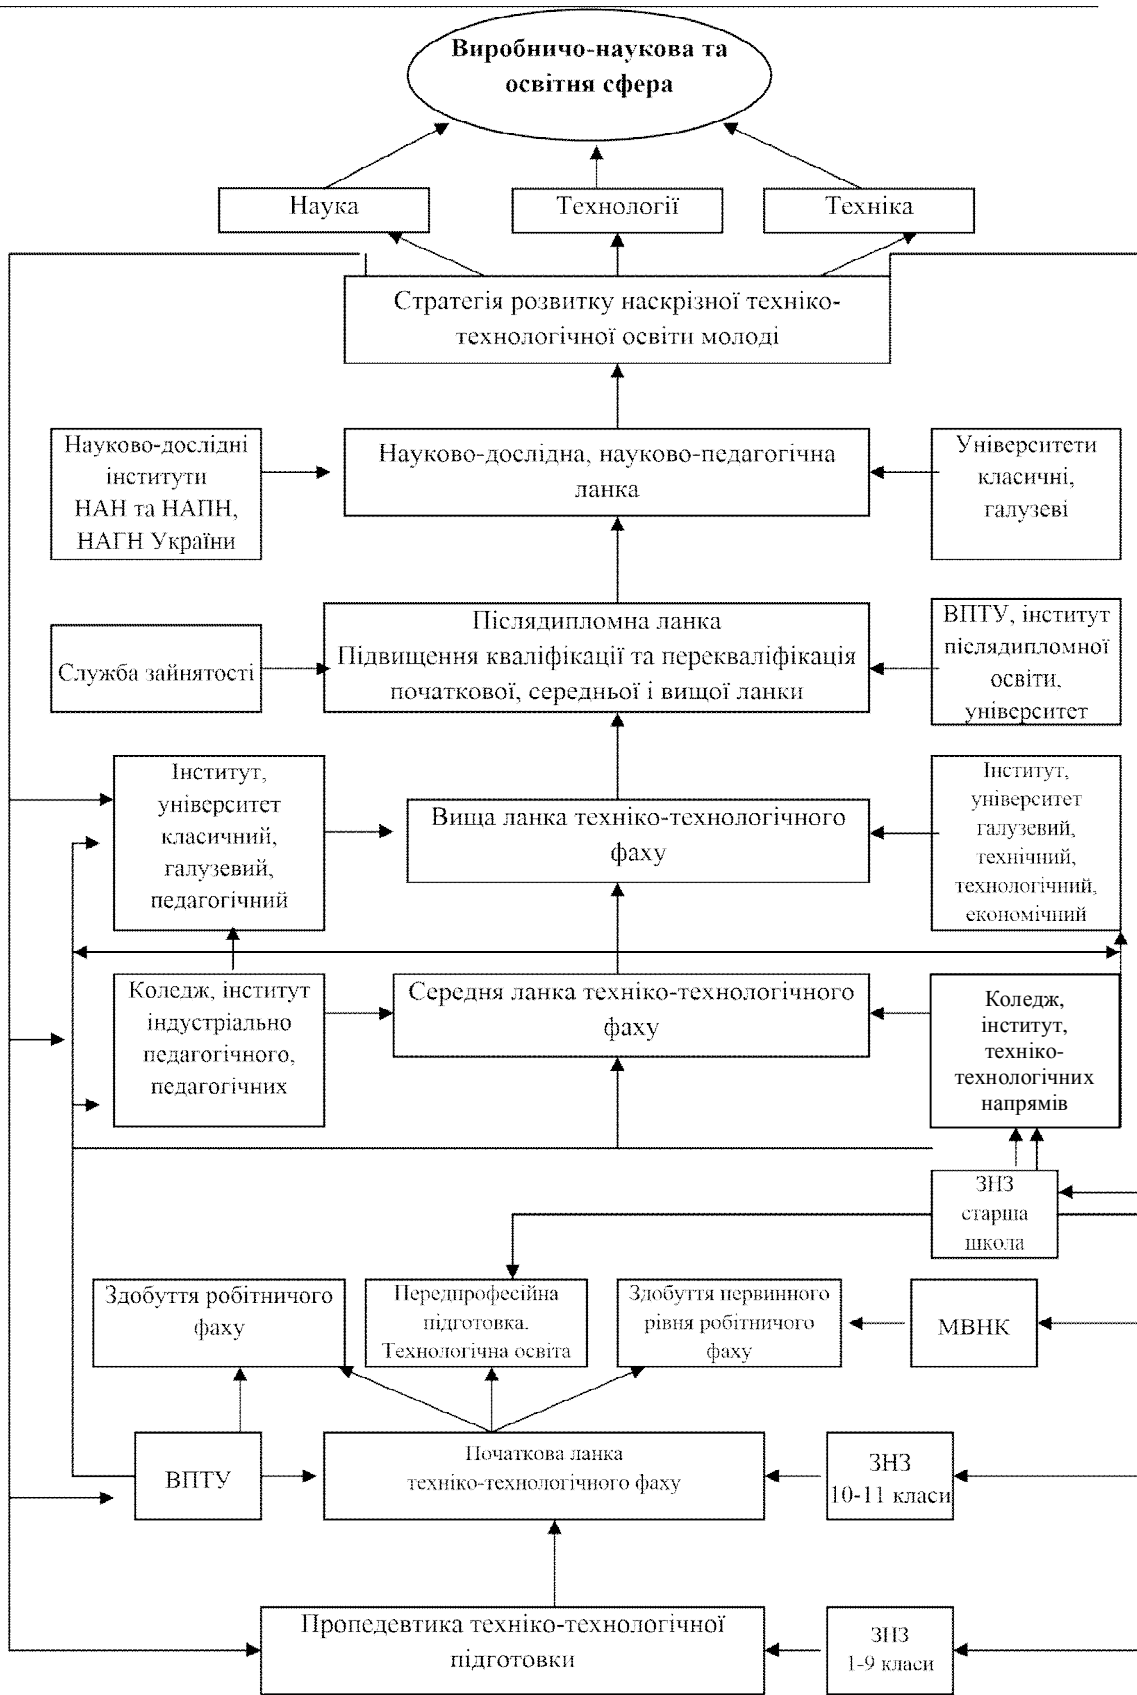 Виробничо-наукова та
освітня сфера
Наука
Технології
Техніка
Стратегія розвитку наскрізної техніко-
технологічної освіти молоді
Науково-дослідні
інститути
НАН та НАПН,
НАГН України
Науково-дослідна, науково-педагогічна
ланка
Університети
класичні,
галузеві
Служба зайнятості
Післядипломна ланка
Підвищення кваліфікації та перекваліфікація
початкової, середньої і вищої ланки
ВПТУ, інститут
післядипломної
освіти,
університет
Інститут,
університет
класичний,
галузевий,
педагогічний
Вища ланка техніко-технологічного
фаху
Інститут,
університет
галузевий,
технічний,
технологічний,
економічний
Коледж, інститут
індустріально
педагогічного,
педагогічних
Середня ланка техніко-технологічного
фаху
Коледж,
інститут,
техніко-
технологічних
напрямів
ЗНЗ
старша
школа
Здобуття робітничого
фаху
Передпрофесійна
підготовка.
Технологічна освіта
Здобуття первинного
рівня робітничого
фаху
МВНК
ВПТУ
Початкова ланка
техніко-технологічного фаху
ЗНЗ
10-11 класи
Пропедевтика техніко-технологічної
підготовки
ЗНЗ
1-9 класи